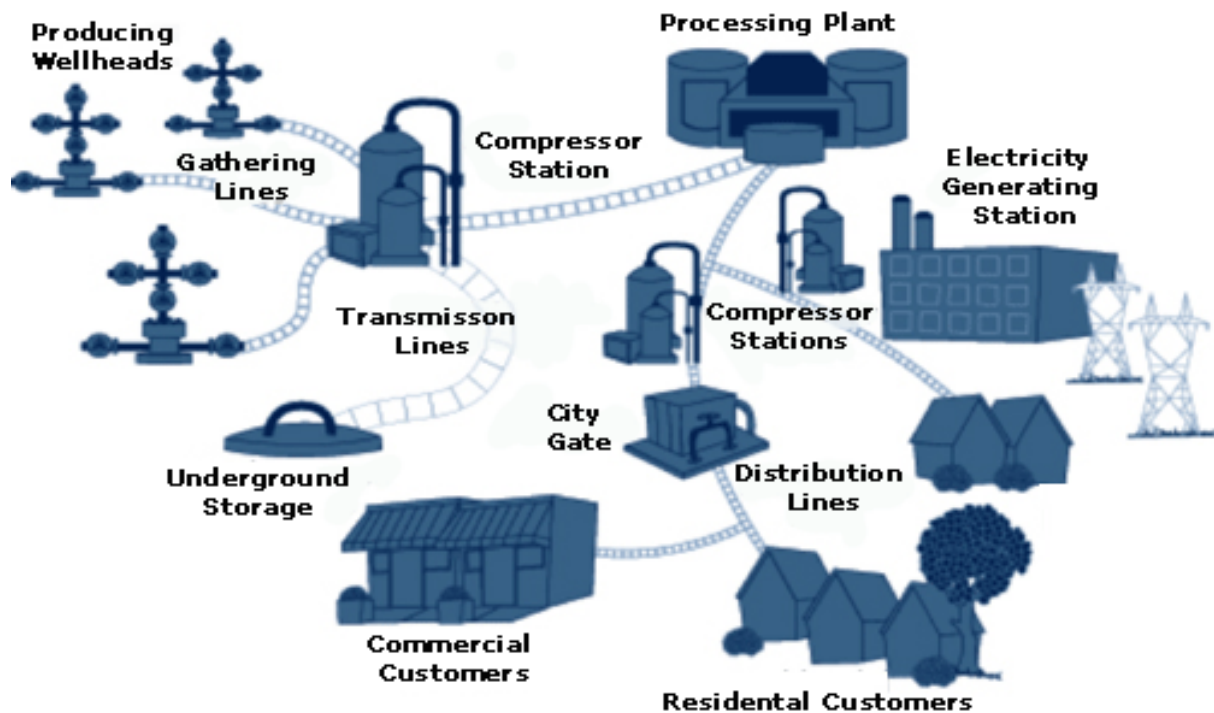 Producing
Wellheads
Processing Plant
Gathering
Lines
Compressor
Station
Electricity
Generating
Station
Transmisson
Lines
Compressor
Stations
City
Gate
Underground
Storage
Distribution
Lines
Commercial
Customers
Residental Customers